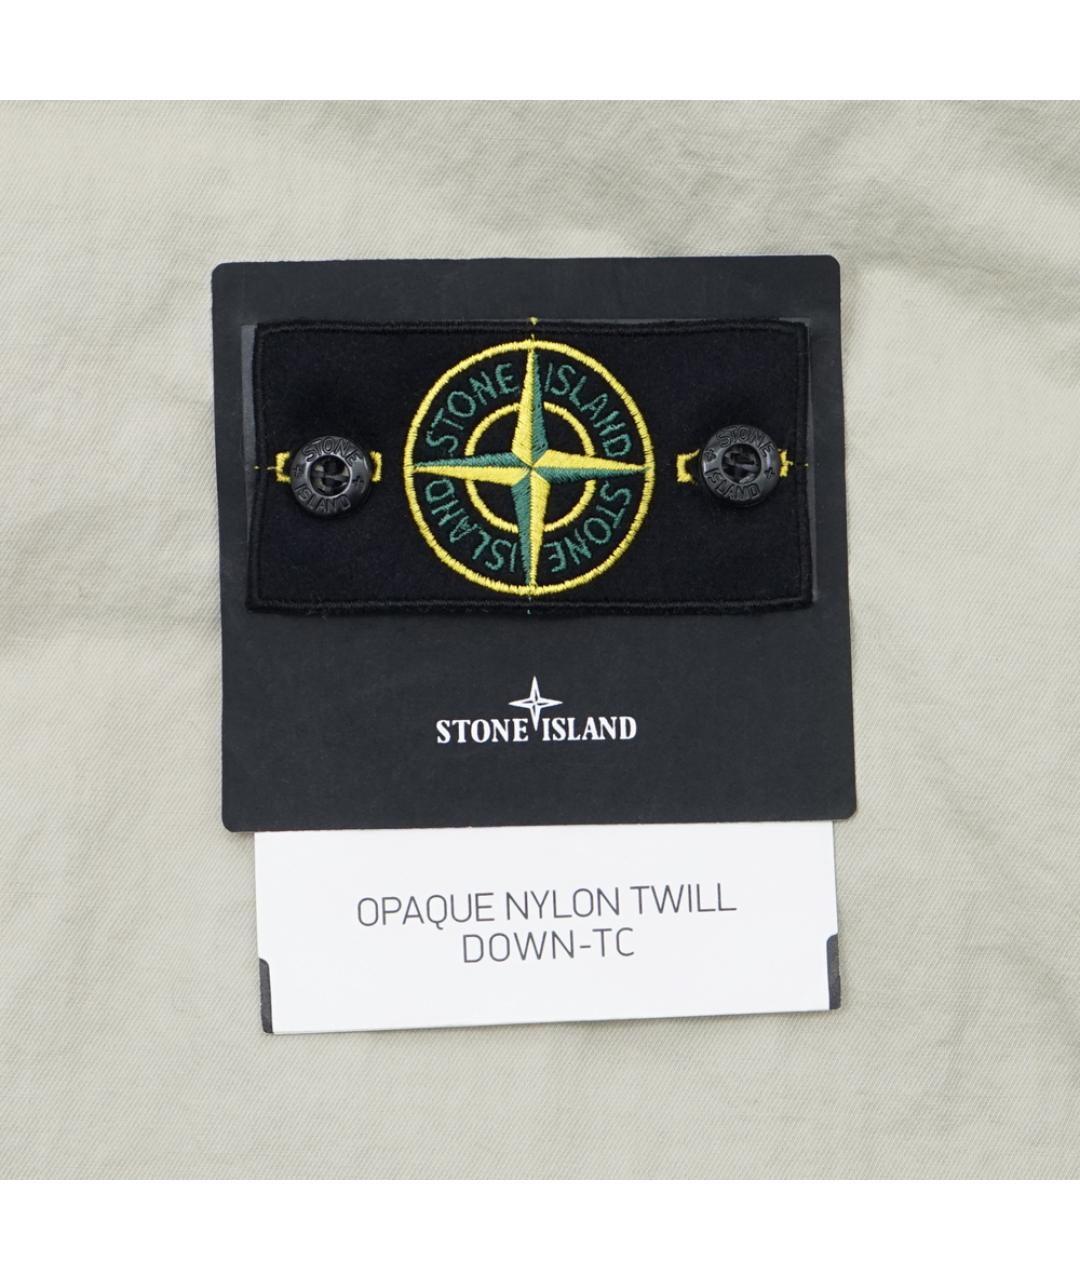 STONE ISLAND
STONE ISLAND
STONE
ISLAND
STONE
ISLAND
STONE ISLAND
OPAQUE NYLON TWILL
DOWN-TC